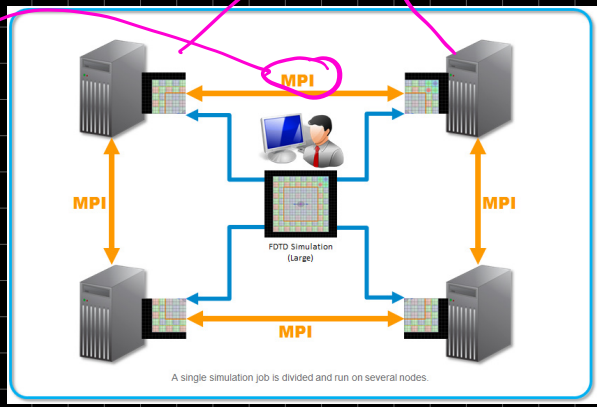 MPI
MPI
MPI
FDTD Simulation
(Large)
MPI
A single simulation job is divided and run on several nodes.